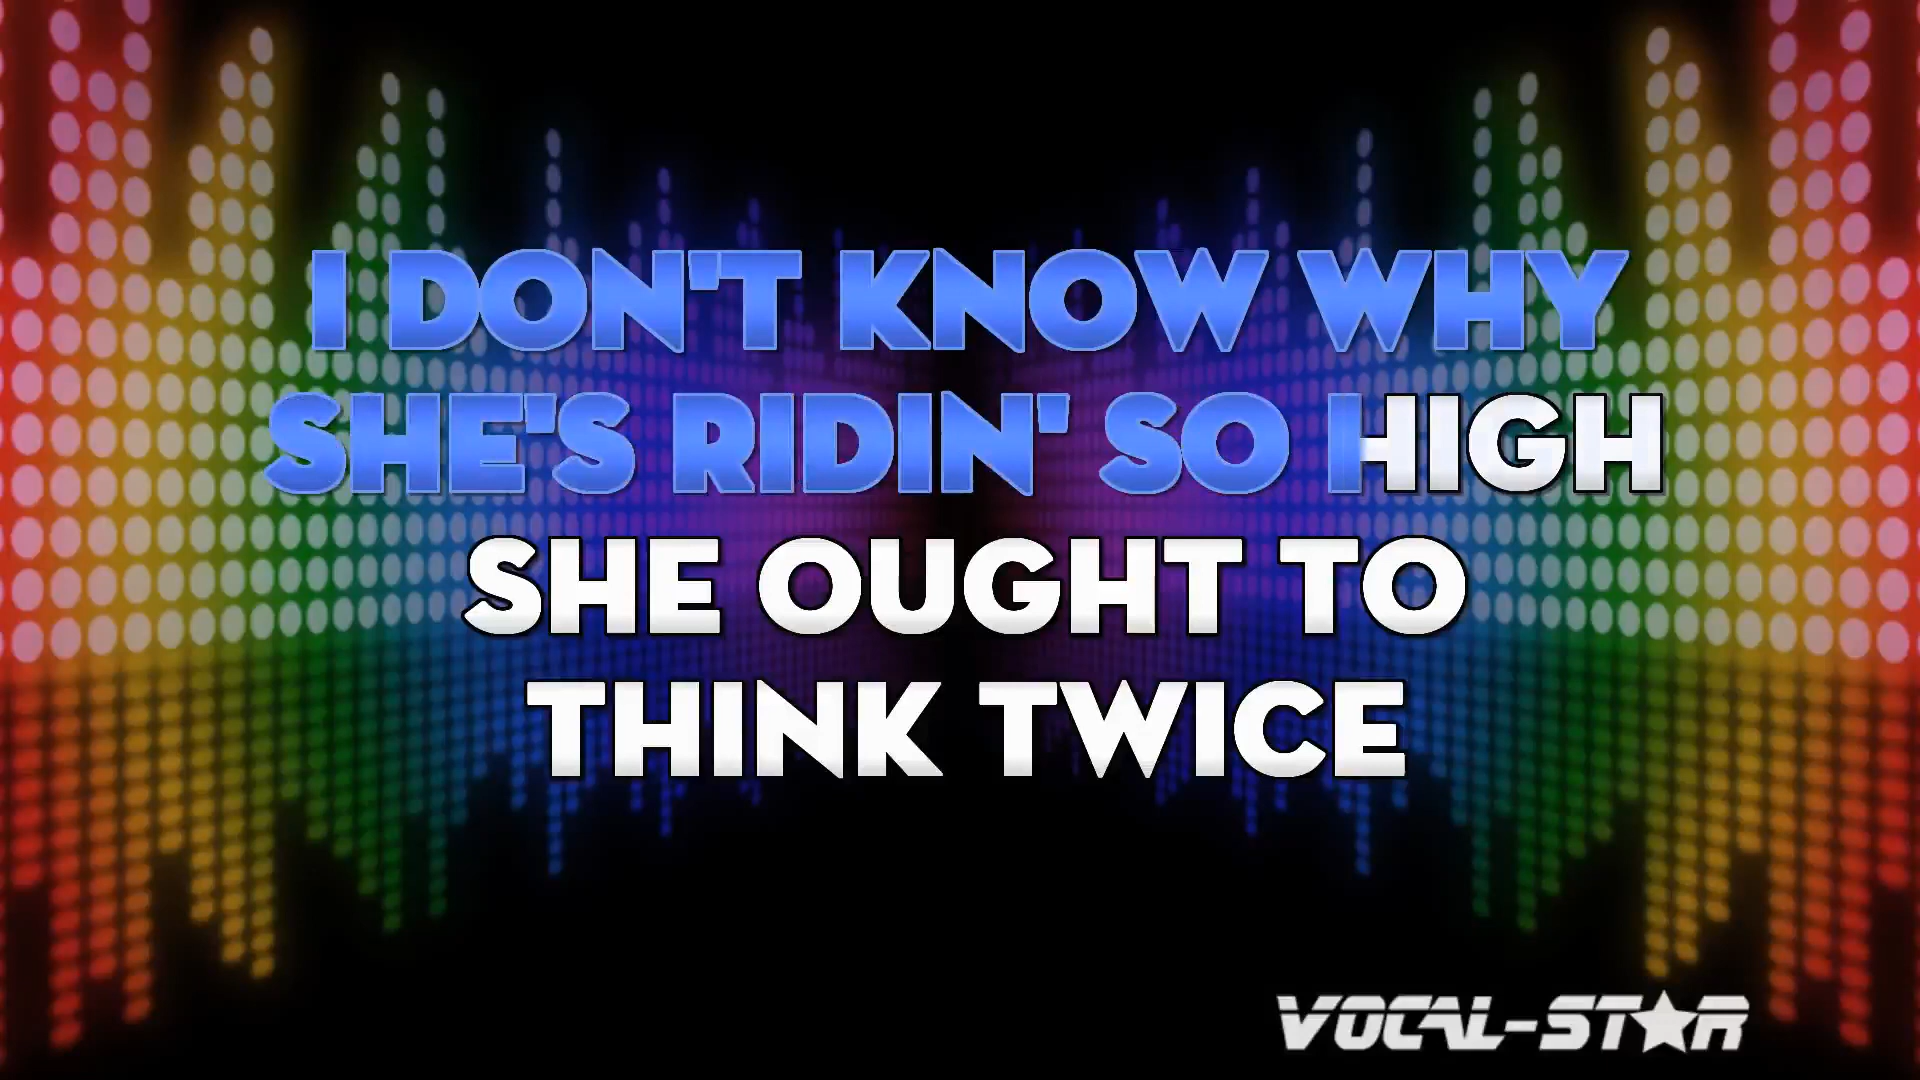 I DON'T KNOW WHY
SHE'S RIDIN' SO HIGH
SHE OUGHT TO
THINK TWICE
VOCAL-STAR